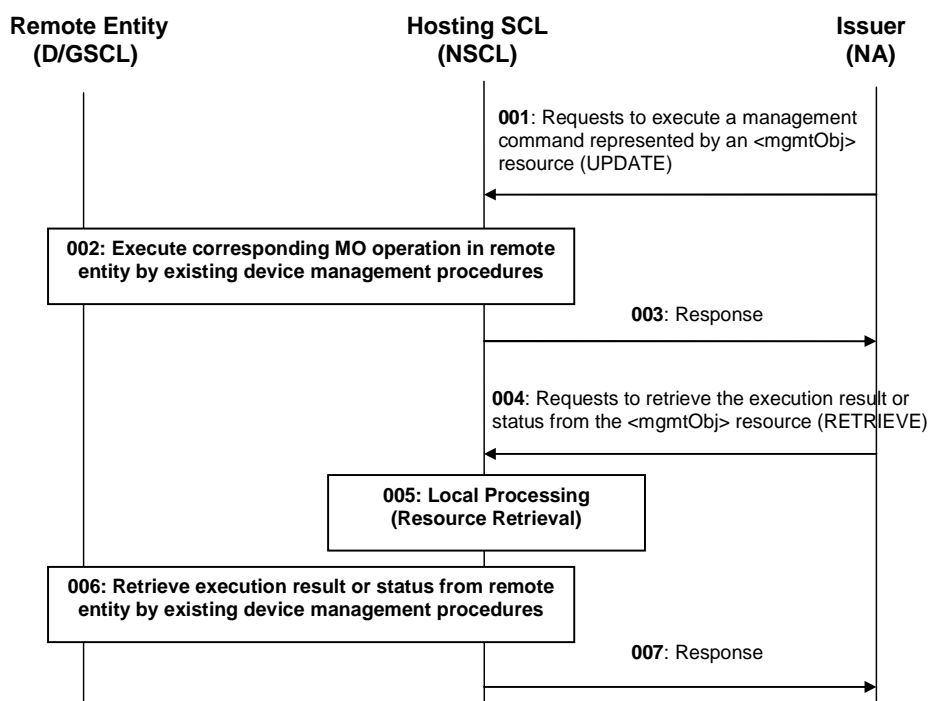 Remote Entity
(D/GSCL)
Hosting SCL
(NSCL)
Issuer
(NA)
001: Requests to execute a management
command represented by an <mgmtObj>
resource (UPDATE)
002: Execute corresponding MO operation in remote
entity by existing device management procedures
003: Response
004: Requests to retrieve the execution result or
status from the <mgmtObj> resource (RETRIEVE)
005: Local Processing
(Resource Retrieval)
006: Retrieve execution result or status from remote
entity by existing device management procedures
007: Response